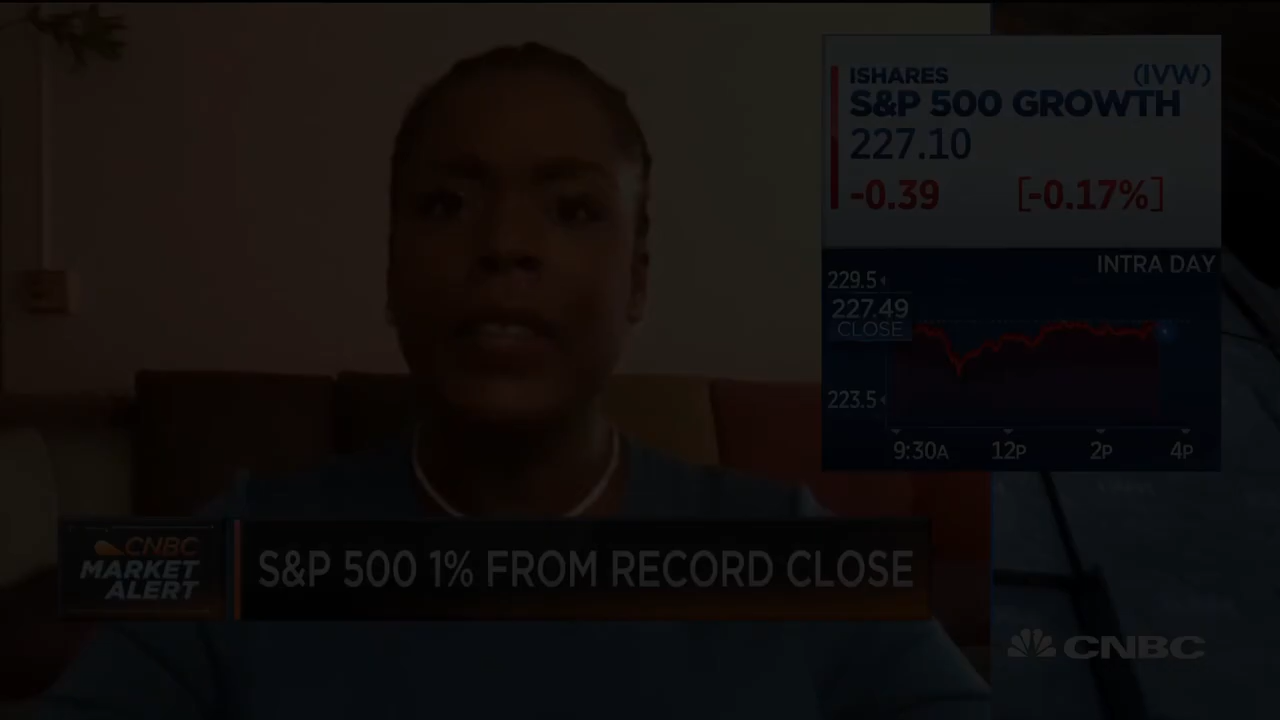 ISHARES (IVW)
S&P 500 GROWTH
227.10
-0.39 [-0.17%]
INTRA DAY
229.5
227.49
CLOSE
223.5
9:30A 12P 2P 4P
CNBC
MARKET
ALERT
S&P 500 1% FROM RECORD CLOSE
CNBC